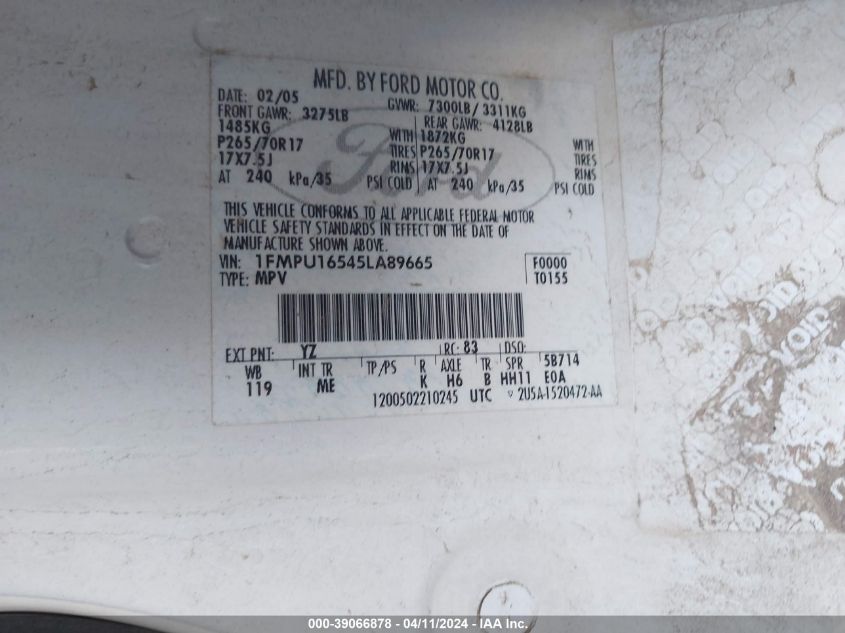 MFD. BY FORD MOTOR CO.
DATE: 02/05 GVWR: 7300LB / 3311KG
FRONT GAWR: 3275LB REAR GAWR: 4128LB
1485KG WITH 1872KG WITH
P265/70R17 TIRES P265/70R17 TIRES
17X7.5J RIMS 17X7.5J RIMS
AT 240 kPa/35 PSI COLD AT 240 kPa/35 PSI COLD
Ford
THIS VEHICLE CONFORMS TO ALL APPLICABLE FEDERAL MOTOR
VEHICLE SAFETY STANDARDS IN EFFECT ON THE DATE OF
MANUFACTURE SHOWN ABOVE.
VIN: 1FMPU16545LA89665 F0000
TYPE: MPV T0155
EXT PNT: YZ RC: 83 DSO:
WB INT TR TP/PS R AXLE TR SPR 5B714
119 ME K H6 B HH11 E0A
1200502210245 UTC 2U5A-1520472-AA
VOID VOID VOID
000-39066878 - 04/11/2024 - IAA Inc.